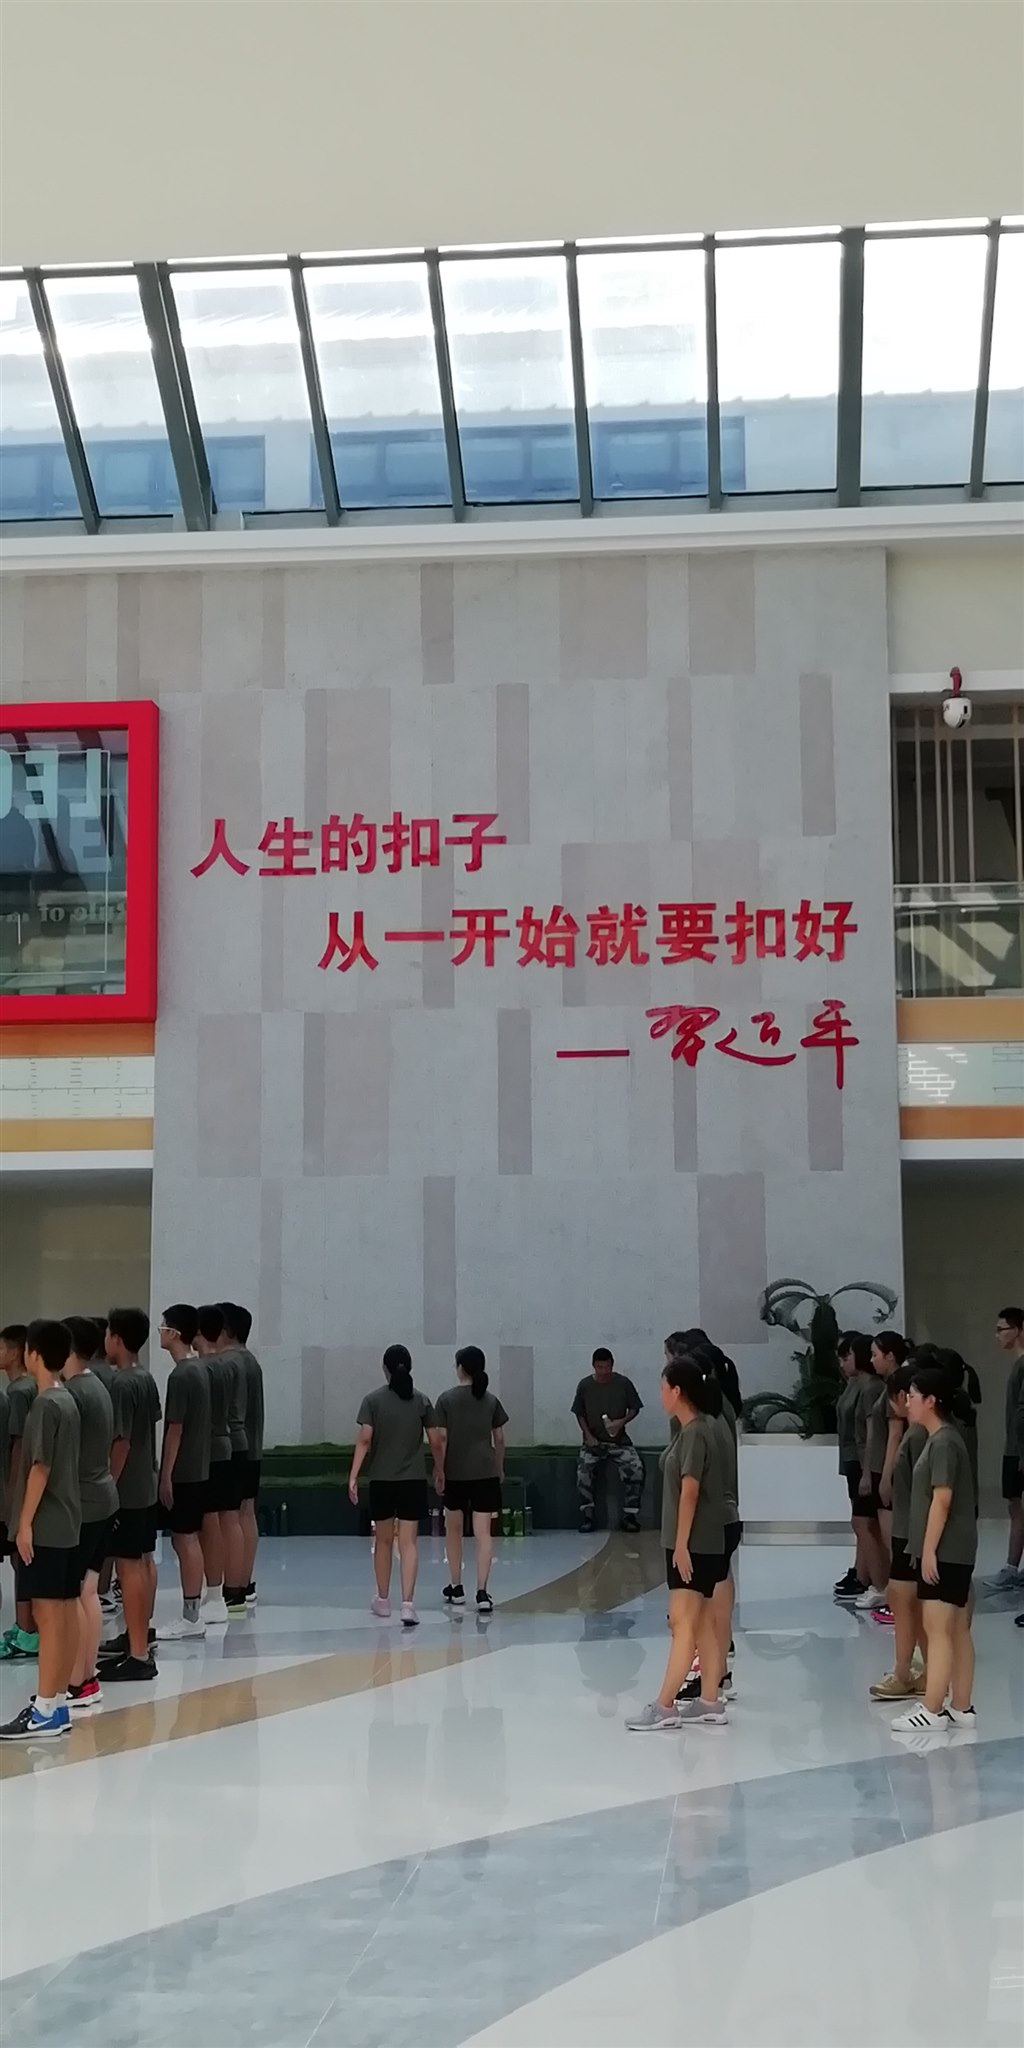 人生的扣子
从一开始就要扣好
— 习近平